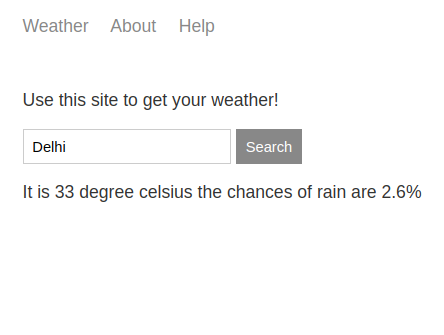 Weather About Help
Use this site to get your weather!
Delhi Search
It is 33 degree celsius the chances of rain are 2.6%